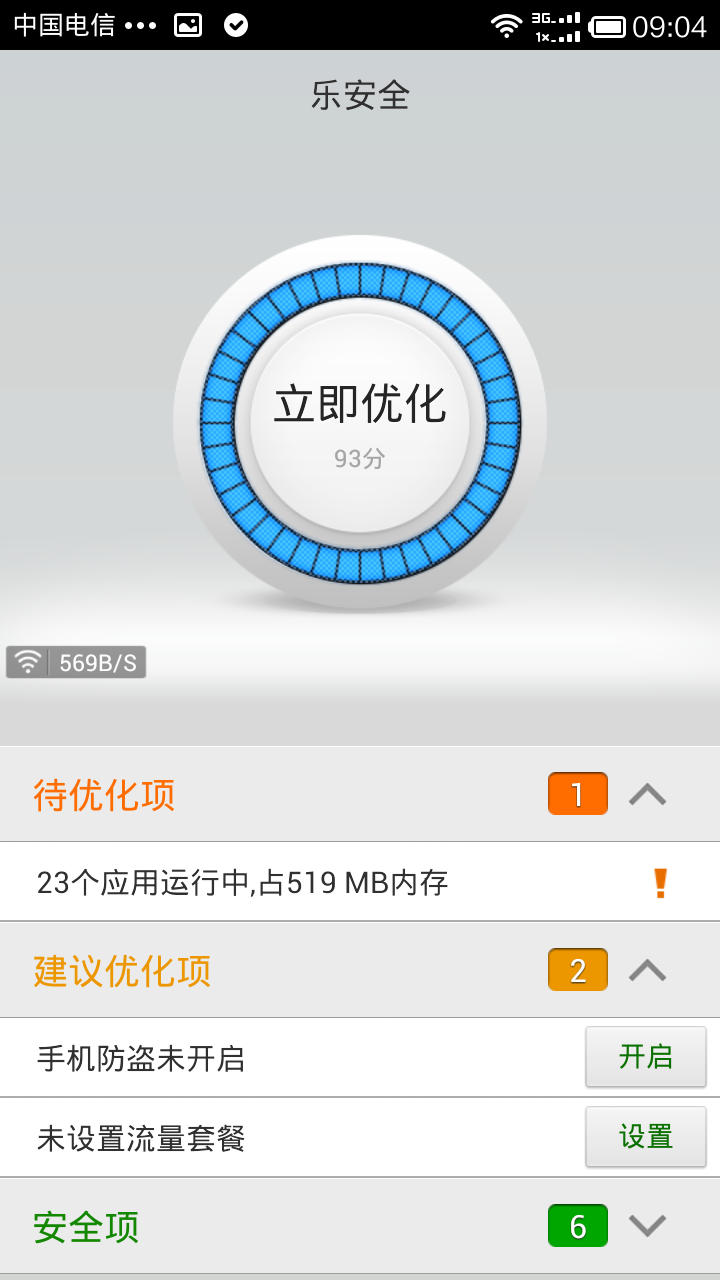 中国电信 ••• 3G 1× 09:04
乐安全
立即优化
93分
569B/S
待优化项 1
23个应用运行中,占519 MB内存
建议优化项 2
手机防盗未开启 开启
未设置流量套餐 设置
安全项 6